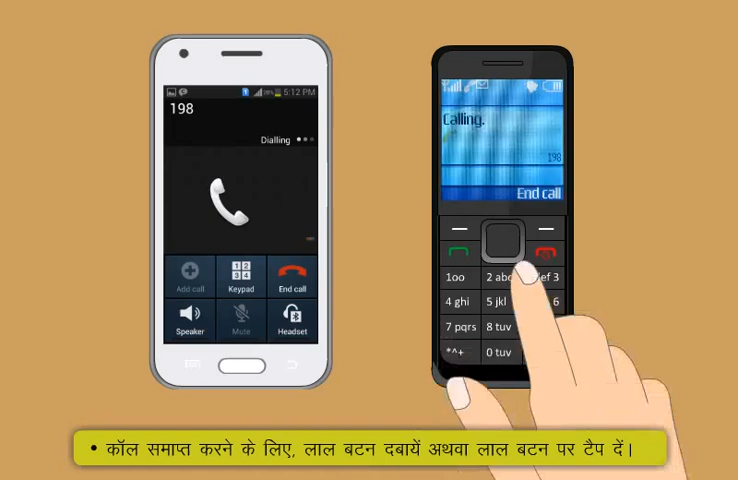 5:12 PM
198
Dialling
Add call
Keypad
End call
Speaker
Mute
Headset
Calling.
198
End call
1oo
2 abc
def 3
4 ghi
5 jkl
6
7 pqrs
8 tuv
*^+
0 tuv
• कॉल समाप्त करने के लिए, लाल बटन दबायें अथवा लाल बटन पर टैप दें।